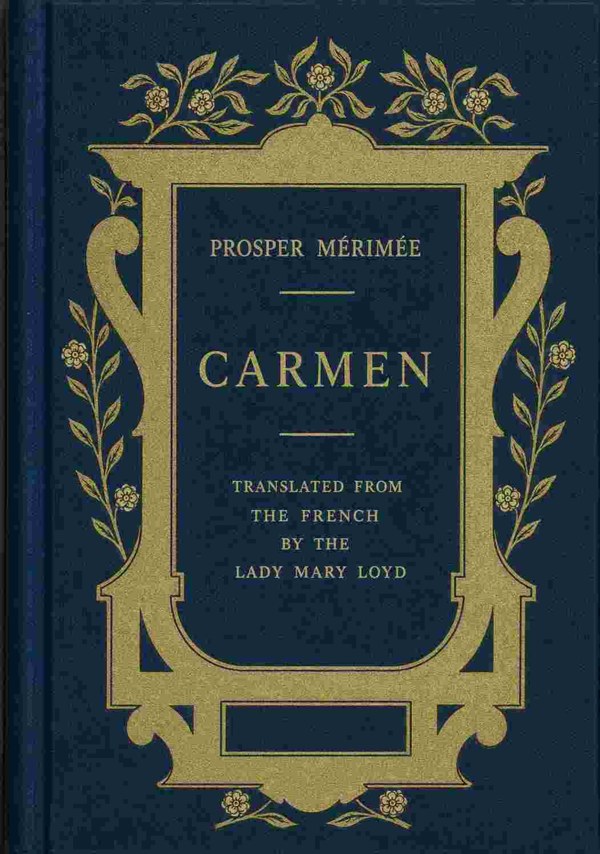 PROSPER MÉRIMÉE
CARMEN
TRANSLATED FROM
THE FRENCH
BY THE
LADY MARY LOYD